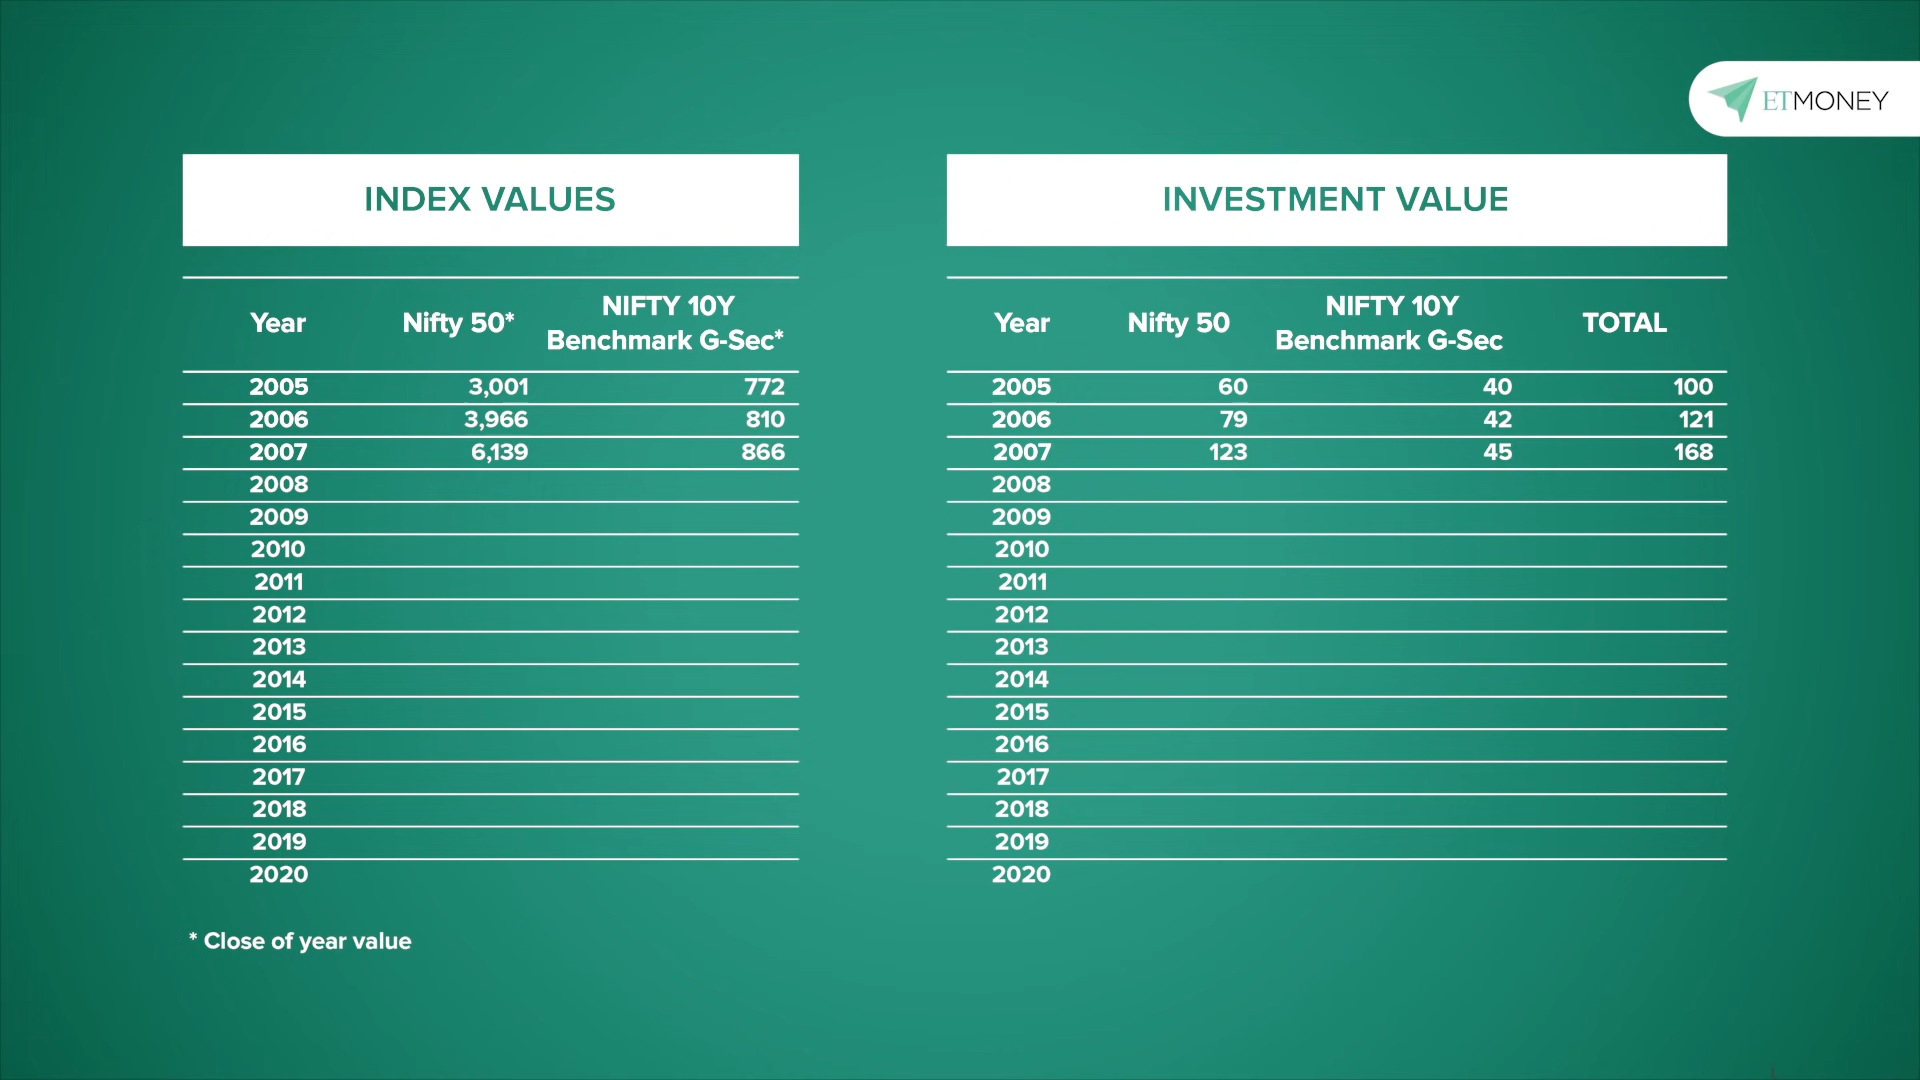 ETMONEY
INDEX VALUES
Year Nifty 50* NIFTY 10Y Benchmark G-Sec*
2005 3,001 772
2006 3,966 810
2007 6,139 866
2008
2009
2010
2011
2012
2013
2014
2015
2016
2017
2018
2019
2020
* Close of year value
INVESTMENT VALUE
Year Nifty 50 NIFTY 10Y Benchmark G-Sec TOTAL
2005 60 40 100
2006 79 42 121
2007 123 45 168
2008
2009
2010
2011
2012
2013
2014
2015
2016
2017
2018
2019
2020